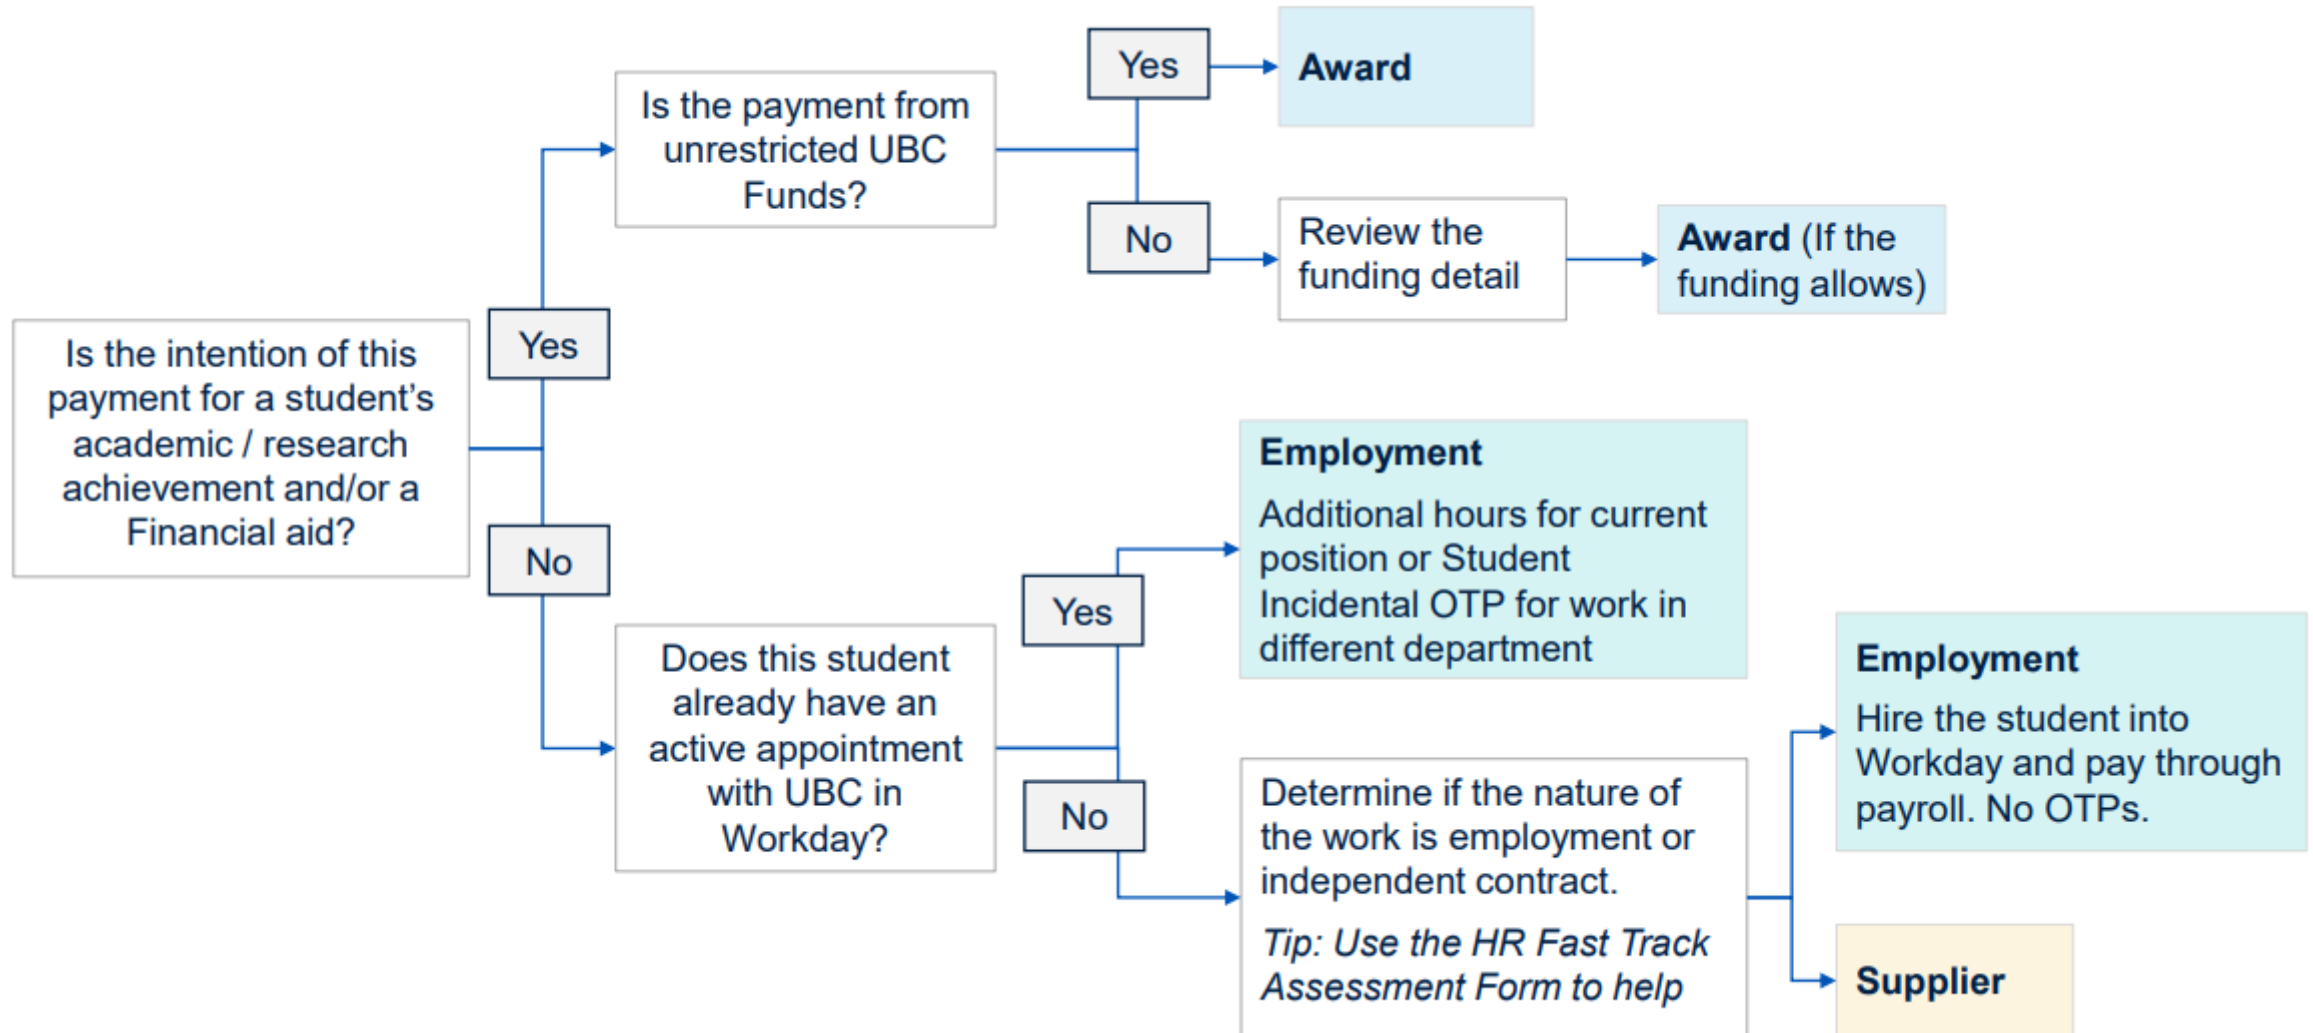 Is the intention of this
payment for a student’s
academic / research
achievement and/or a
Financial aid?
Yes
Is the payment from
unrestricted UBC
Funds?
Yes
Award
No
Review the
funding detail
Award (If the
funding allows)
No
Does this student
already have an
active appointment
with UBC in
Workday?
Yes
Employment
Additional hours for current
position or Student
Incidental OTP for work in
different department
No
Determine if the nature of
the work is employment or
independent contract.
Tip: Use the HR Fast Track
Assessment Form to help
Employment
Hire the student into
Workday and pay through
payroll. No OTPs.
Supplier